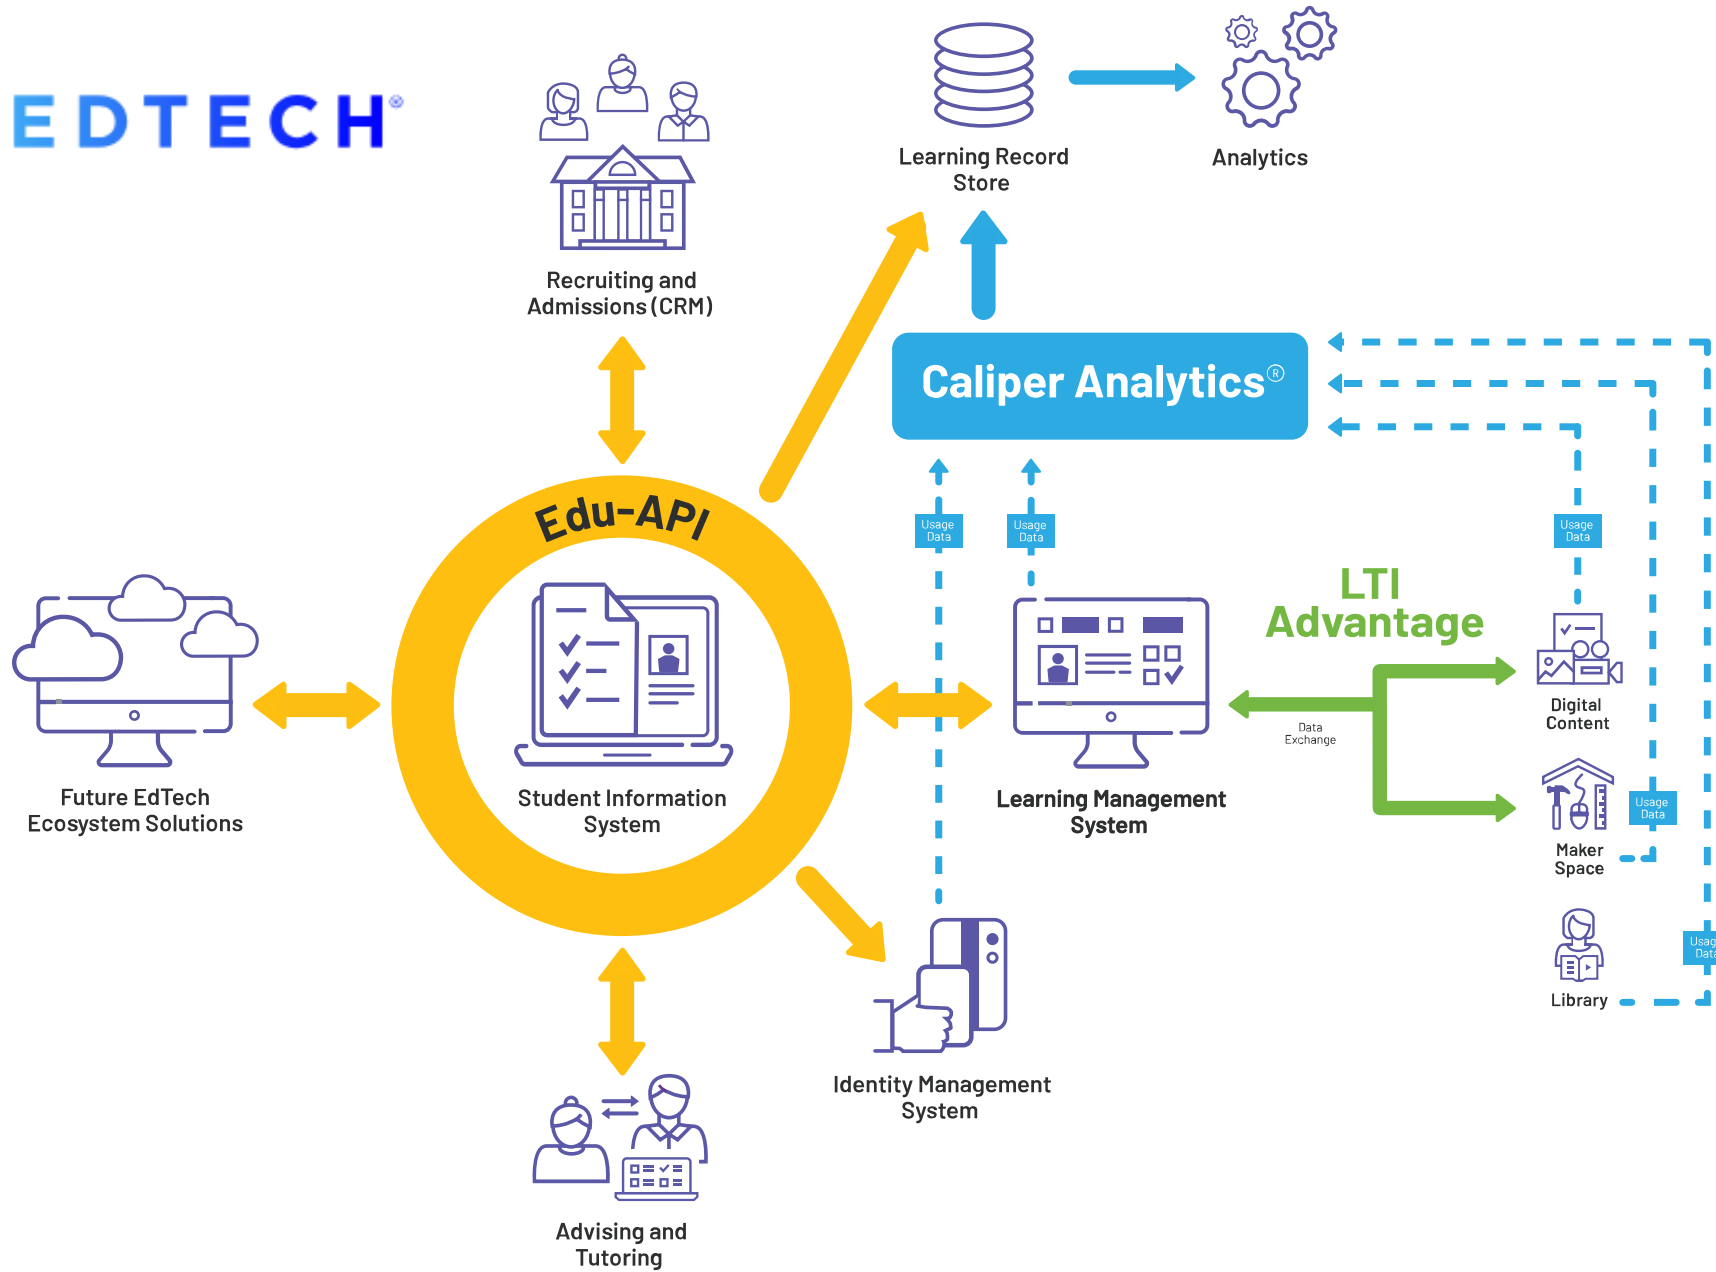 EDTECH®
Recruiting and
Admissions (CRM)
Learning Record
Store
Analytics
Caliper Analytics®
Edu-API
Usage
Data
Usage
Data
Usage
Data
LTI
Advantage
Future EdTech
Ecosystem Solutions
Student Information
System
Learning Management
System
Data
Exchange
Digital
Content
Usage
Data
Maker
Space
Library
Identity Management
System
Advising and
Tutoring